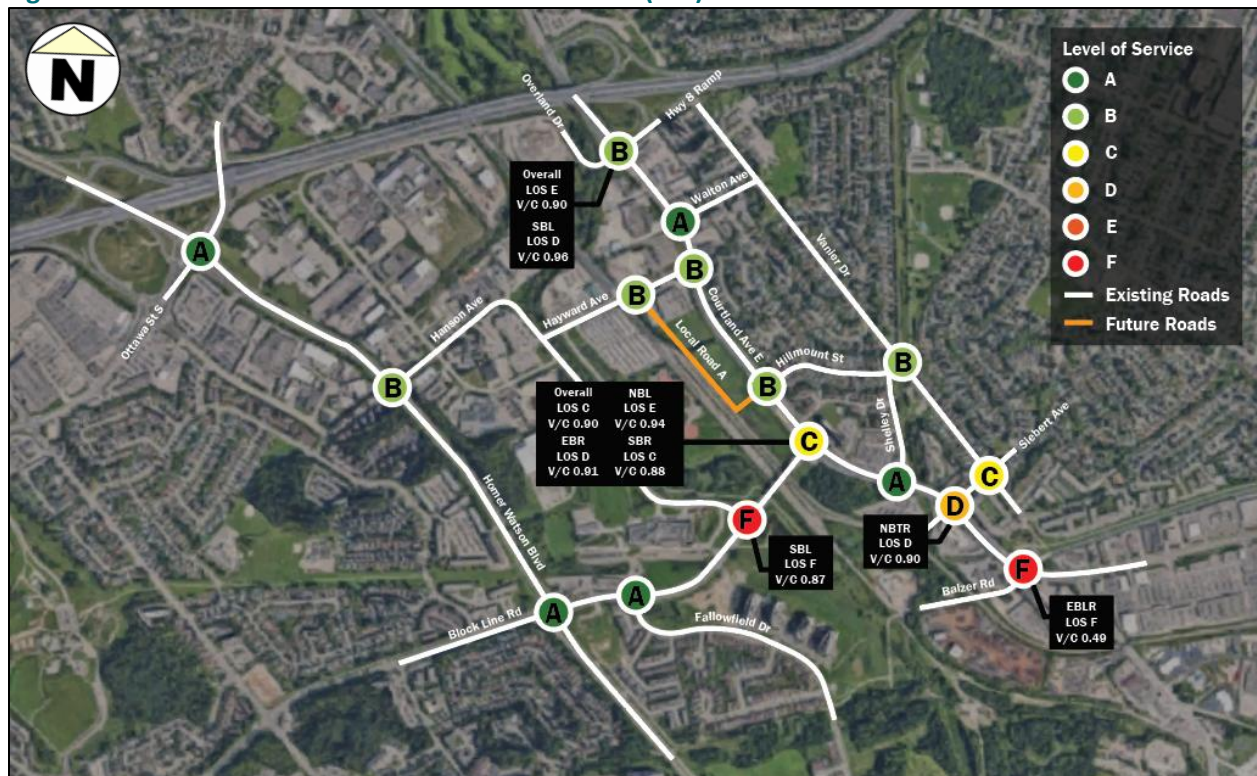 N
Level of Service
A
B
C
D
E
F
Existing Roads
Future Roads
Overland Dr
Hwy 8 Ramp
B
Overall
LOS E
V/C 0.90
SBL
LOS D
V/C 0.96
Walton Ave
A
Vanier Dr
A
B
Ottawa St S
Hanson Ave
Hayward Ave
B
Courtland Ave E
Local Road A
Hillmount St
B
B
B
Overall
LOS C
V/C 0.90
EBR
LOS D
V/C 0.91
NBL
LOS E
V/C 0.94
SBR
LOS C
V/C 0.88
C
Shelley Dr
Siebert Ave
A
C
Homer Watson Blvd
F
D
NBTR
LOS D
V/C 0.90
SBL
LOS F
V/C 0.87
F
Balzer Rd
EBLR
LOS F
V/C 0.49
A
A
Block Line Rd
Fallowfield Dr